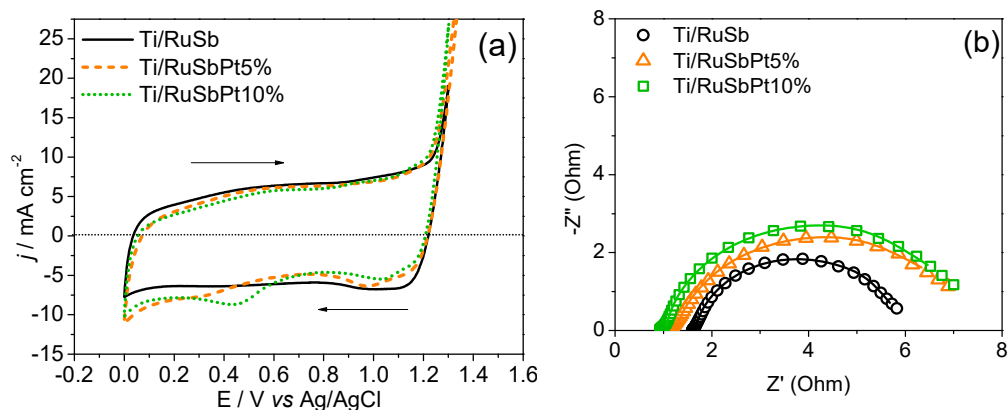 (a)
Ti/RuSb
Ti/RuSbPt5%
Ti/RuSbPt10%
25
20
15
10
5
0
-5
-10
-15
j / mA cm⁻²
-0.2 0.0 0.2 0.4 0.6 0.8 1.0 1.2 1.4 1.6
E / V vs Ag/AgCl
(b)
Ti/RuSb
Ti/RuSbPt5%
Ti/RuSbPt10%
8
6
4
2
0
-Z'' (Ohm)
0 2 4 6 8
Z' (Ohm)